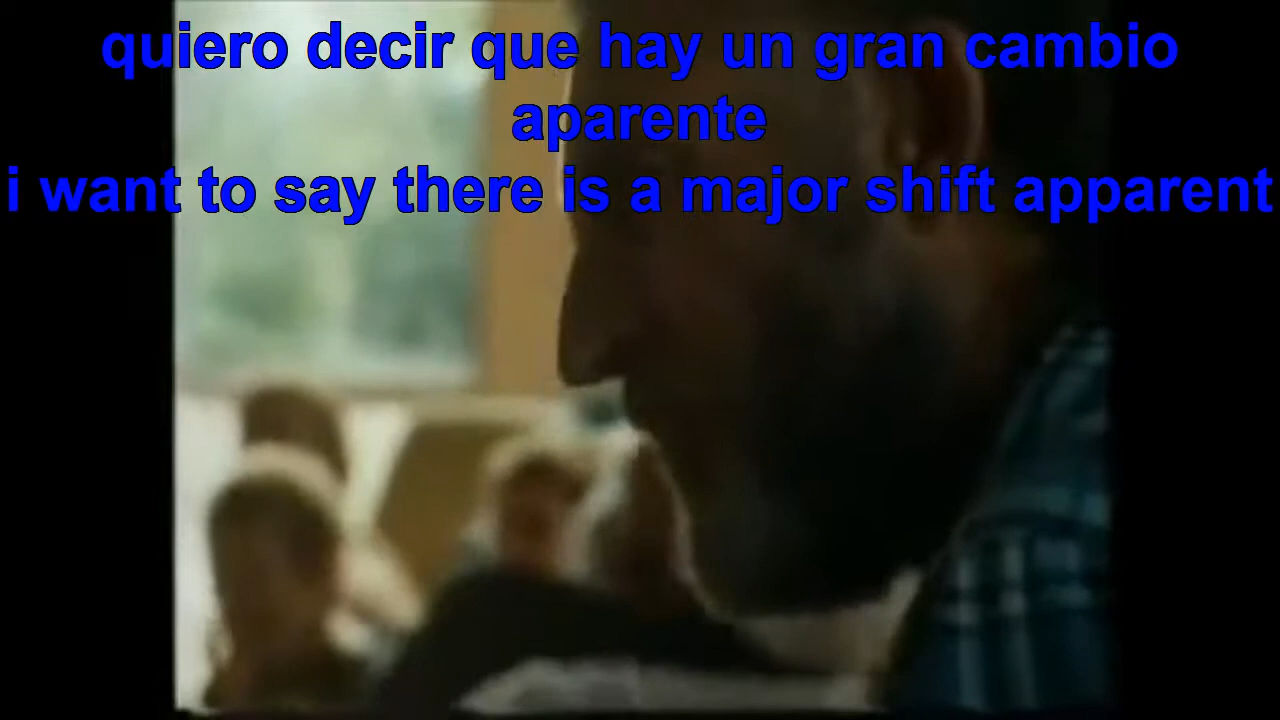 quiero decir que hay un gran cambio
aparente
i want to say there is a major shift apparent